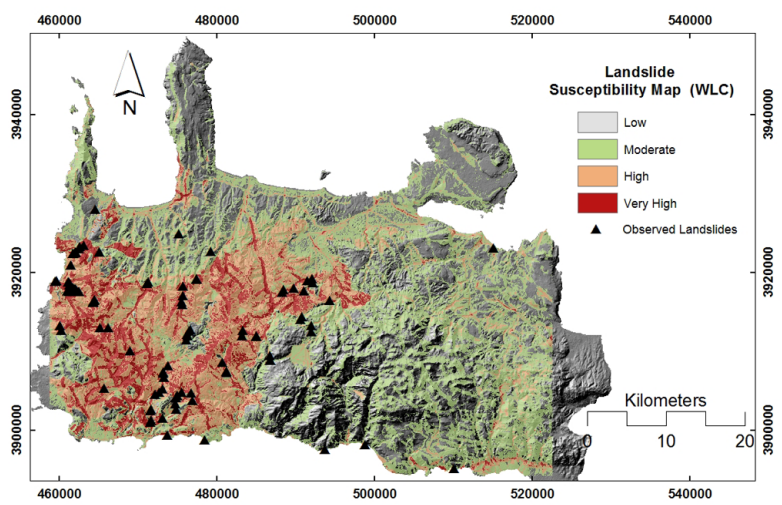 460000 480000 500000 520000 540000
3940000
3920000
3900000
N
Landslide
Susceptibility Map (WLC)
Low
Moderate
High
Very High
Observed Landslides
3940000
3920000
3900000
Kilometers
0 10 20
460000 480000 500000 520000 540000